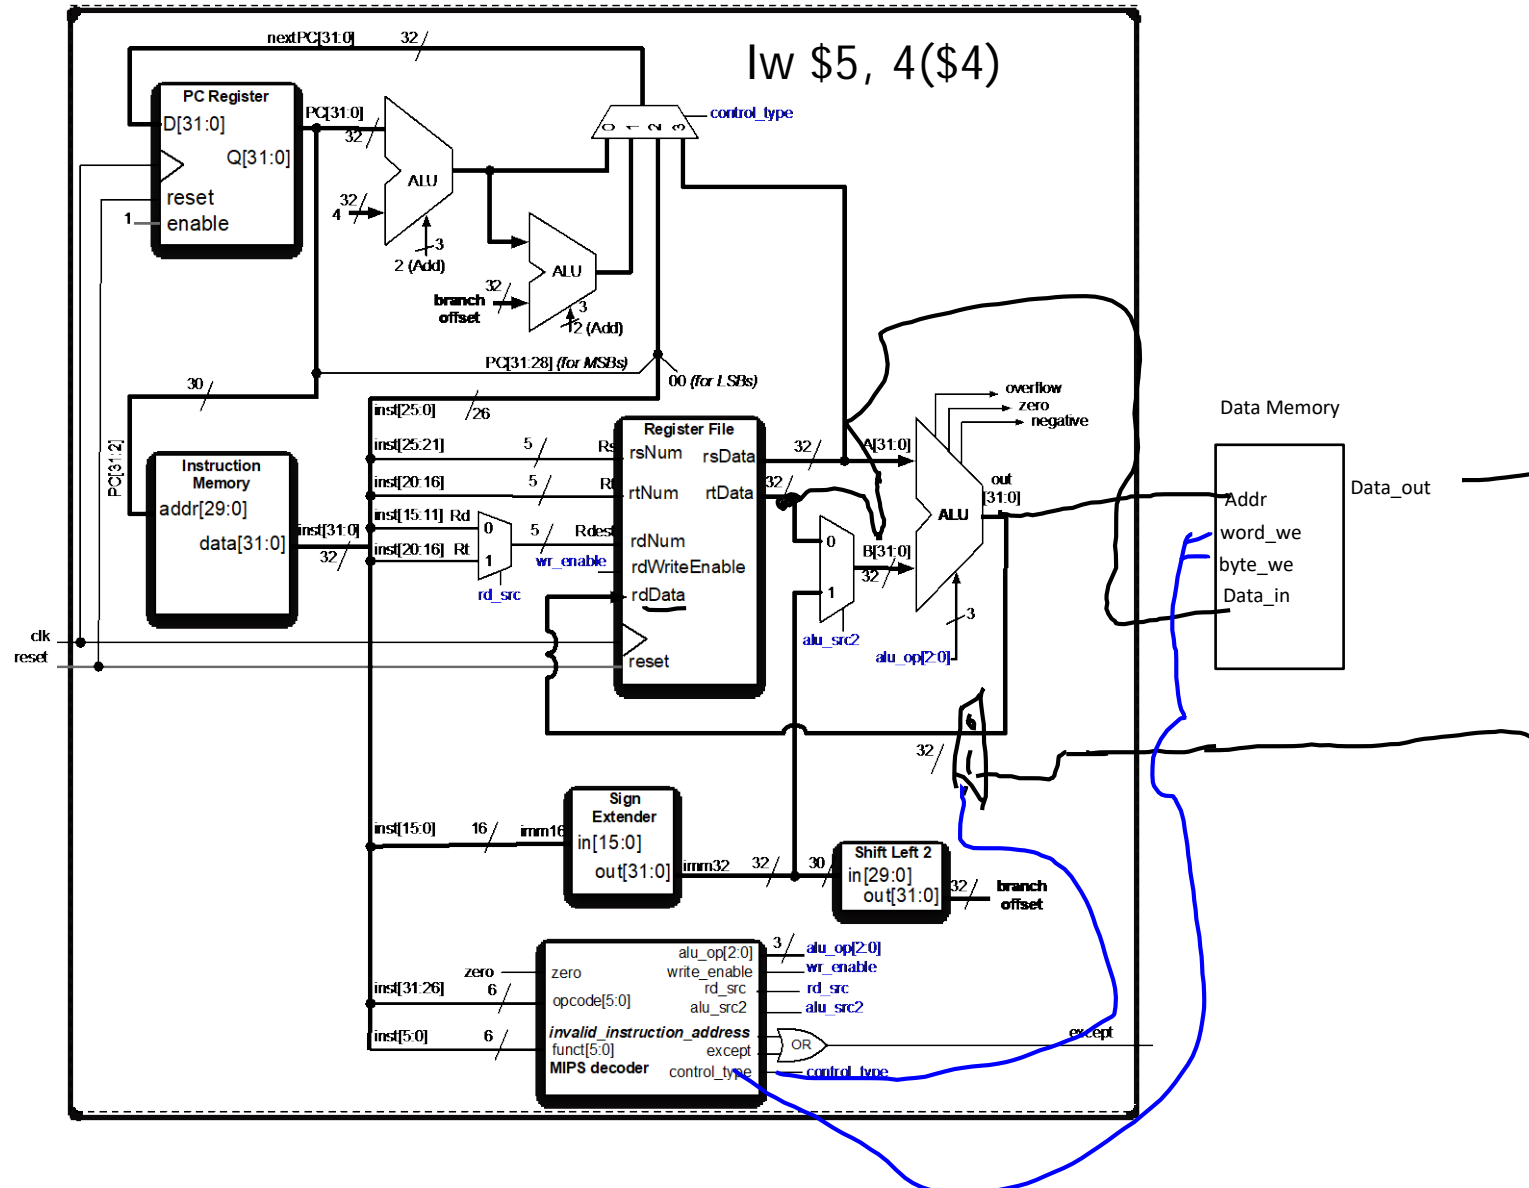 lw $5, 4($4)
nextPC[31:0] 32
PC Register
D[31:0]
Q[31:0]
reset
1 enable
PC[31:0]
32
32
4
ALU
3
2 (Add)
0 1 2 3
control_type
ALU
32
branch
offset
3
2 (Add)
PC[31:28] (for MSBs)
00 (for LSBs)
30
PC[31:2]
inst[25:0] 26
inst[25:21] 5 Rs
inst[20:16] 5 Rt
inst[15:11] Rd 0
inst[20:16] Rt 1
5 Rdest
wr_enable
rd_src
Instruction
Memory
addr[29:0]
data[31:0]
inst[31:0]
32
Register File
rsNum rsData
rtNum rtData
rdNum
rdWriteEnable
rdData
reset
32
32
A[31:0]
B[31:0]
32
0
1
alu_src2
ALU
overflow
zero
negative
out
[31:0]
3
alu_op[2:0]
Data Memory
Addr
Data_out
word_we
byte_we
Data_in
clk
reset
32
0
1
inst[15:0] 16 imm16
Sign
Extender
in[15:0]
out[31:0]
imm32 32 30
Shift Left 2
in[29:0]
out[31:0]
32
branch
offset
zero
inst[31:26] 6
inst[5:0] 6
zero
opcode[5:0]
funct[5:0]
MIPS decoder
alu_op[2:0]
write_enable
rd_src
alu_src2
invalid_instruction_address
except
control_type
3 alu_op[2:0]
wr_enable
rd_src
alu_src2
OR
except
control_type